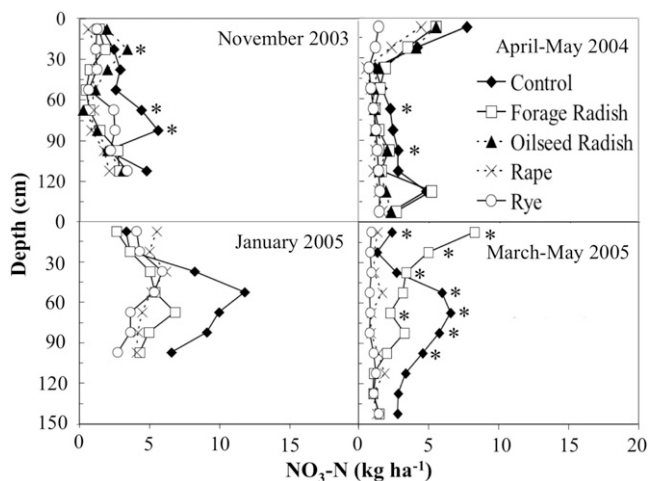 November 2003
April-May 2004
Control
Forage Radish
Oilseed Radish
Rape
Rye
January 2005
March-May 2005
Depth (cm)
0
30
60
90
120
0
30
60
90
120
150
0
5
10
15
0
5
10
15
20
* * *
* *
* * * * * * * *
NO₃-N (kg ha⁻¹)